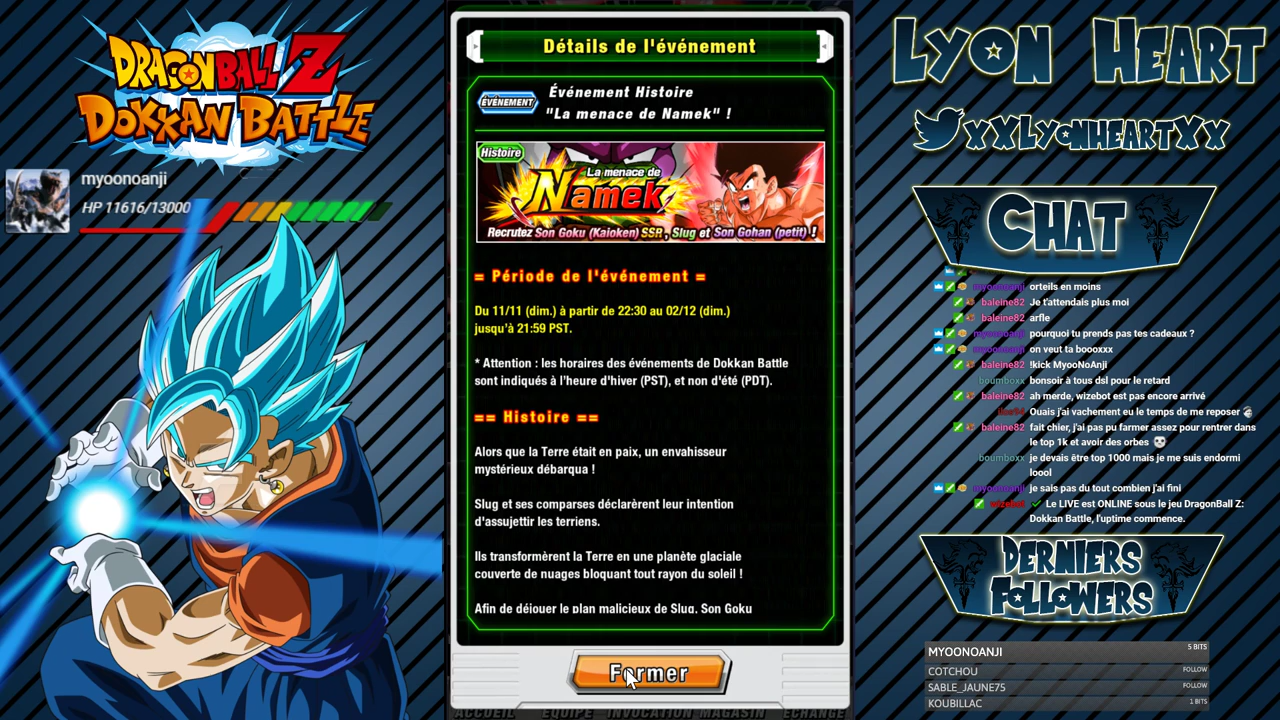 DRAGONBALL Z
DOKKAN BATTLE
myoonoanji
HP 11616/13000
Détails de l'événement
ÉVÉNEMENT
Événement Histoire
"La menace de Namek" !
Histoire
La menace de
Namek
Recrutez Son Goku (Kaioken) SSR, Slug et Son Gohan (petit) !
= Période de l'événement =
Du 11/11 (dim.) à partir de 22:30 au 02/12 (dim.)
jusqu'à 21:59 PST.
* Attention : les horaires des événements de Dokkan Battle
sont indiqués à l'heure d'hiver (PST), et non d'été (PDT).
== Histoire ==
Alors que la Terre était en paix, un envahisseur
mystérieux débarqua !
Slug et ses comparses déclarèrent leur intention
d'assujettir les terriens.
Ils transformèrent la Terre en une planète glaciale
couverte de nuages bloquant tout rayon du soleil !
Afin de déjouer le plan malicieux de Slug, Son Goku
Fermer
ACCUEIL ÉQUIPE INVOCATION MAGASIN ÉCHANGE
LYON HEART
xXLyonheartXx
CHAT
myoonoanji orteils en moins
baleine82 Je t'attendais plus moi
baleine82 arfle
myoonoanji pourquoi tu prends pas tes cadeaux ?
myoonoanji on veut ta boooxxx
baleine82 !kick MyooNoAnji
boumboxx bonsoir à tous dsl pour le retard
baleine82 ah merde, wizebot est pas encore arrivé
Ouais j'ai vachement eu le temps de me reposer
baleine82 fait chier, j'ai pas pu farmer assez pour rentrer dans
le top 1k et avoir des orbes
boumboxx je devais être top 1000 mais je me suis endormi
loool
myoonoanji je sais pas du tout combien j'ai fini
Le LIVE est ONLINE sous le jeu DragonBall Z:
Dokkan Battle, l'uptime commence.
DERNIERS
FOLLOWERS
MYOONOANJI 5 BITS
COTCHOU FOLLOW
SABLE_JAUNE75 FOLLOW
KOUBILLAC 1 BITS